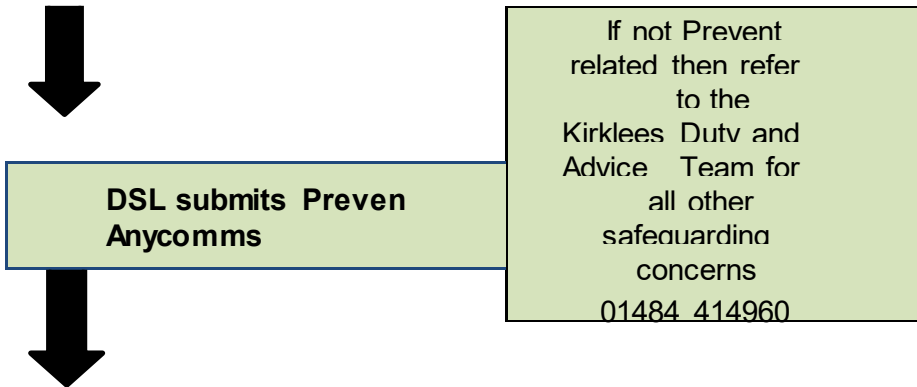 If not Prevent
related then refer
to the
Kirklees Duty and
Advice Team for
all other
safeguarding
concerns
01484 414960
DSL submits Preven
Anycomms